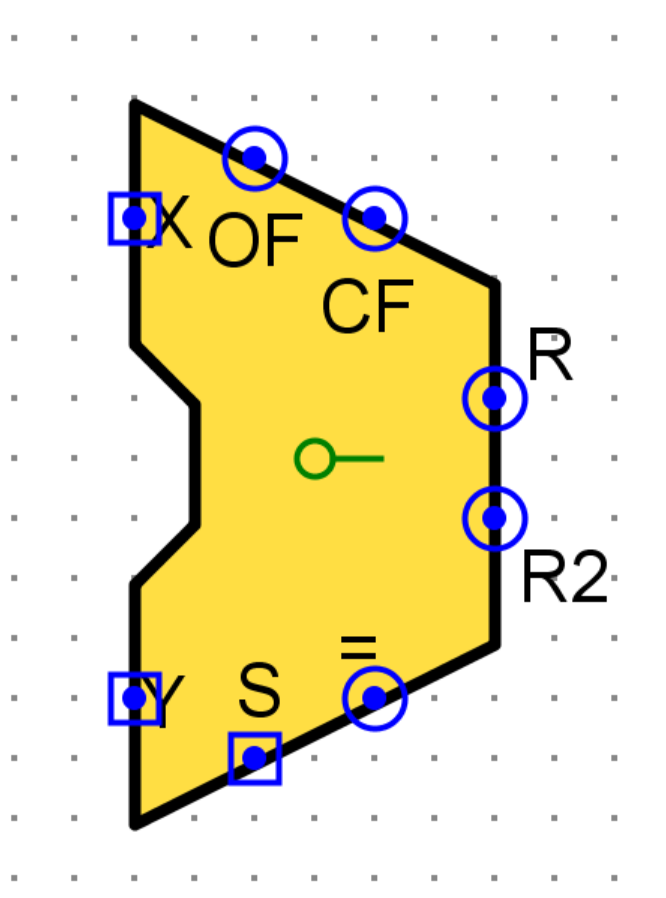 X
OF
CF
R
R2
=
S
Y